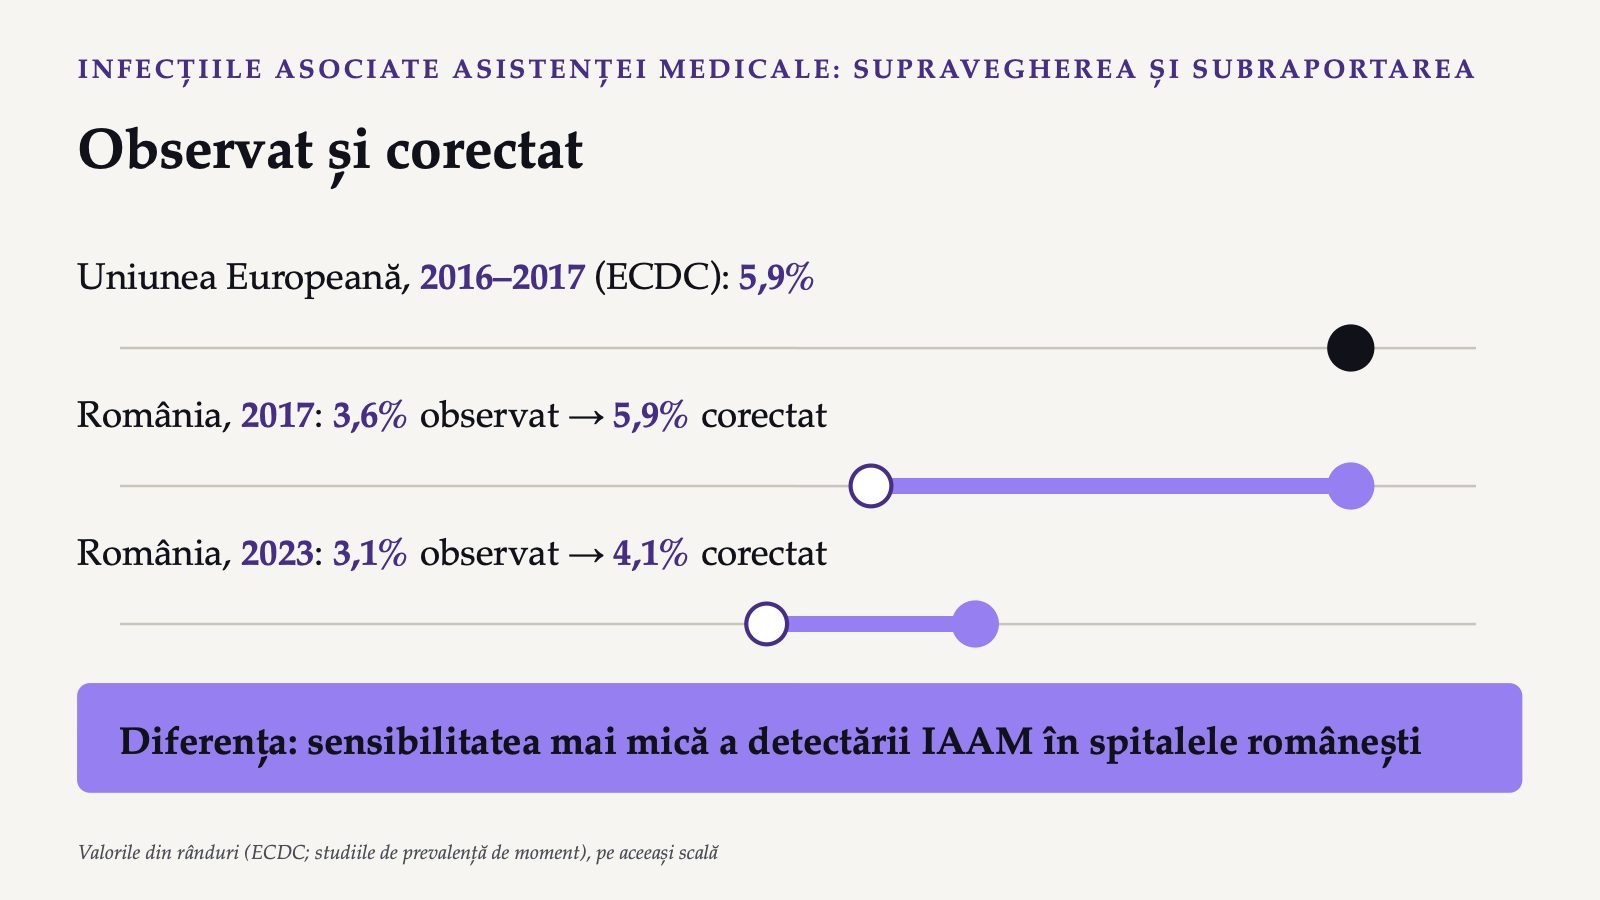 INFECȚIILE ASOCIATE ASISTENȚEI MEDICALE: SUPRAVEGHEREA ȘI SUBRAPORTAREA
Observat și corectat
Uniunea Europeană, 2016–2017 (ECDC): 5,9%
România, 2017: 3,6% observat → 5,9% corectat
România, 2023: 3,1% observat → 4,1% corectat
Diferența: sensibilitatea mai mică a detectării IAAM în spitalele românești
Valorile din rânduri (ECDC; studiile de prevalență de moment), pe aceeași scală